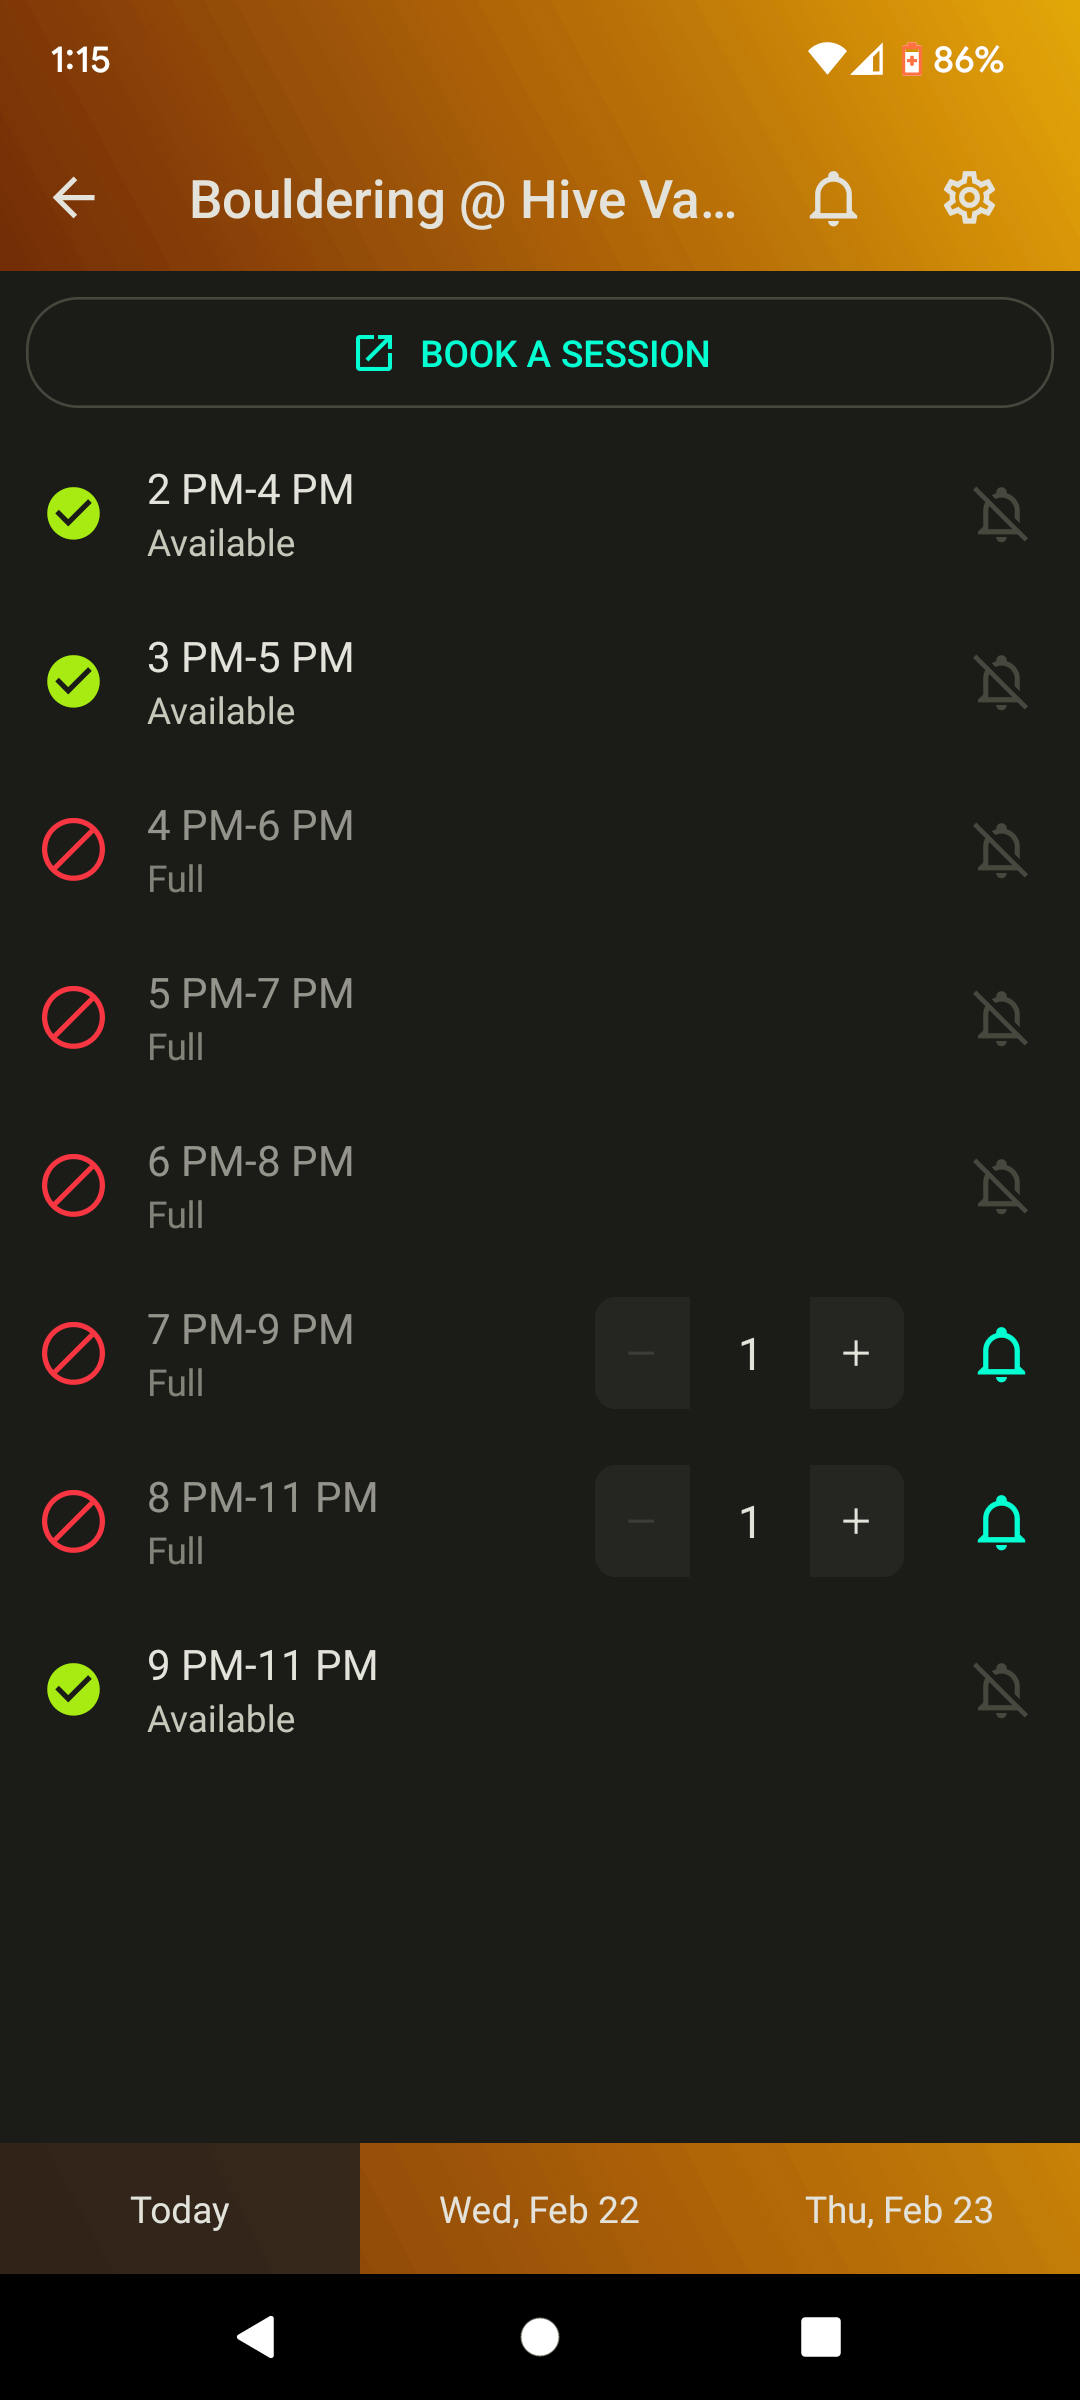 1:15
86%
Bouldering @ Hive Va...
BOOK A SESSION
2 PM-4 PM
Available
3 PM-5 PM
Available
4 PM-6 PM
Full
5 PM-7 PM
Full
6 PM-8 PM
Full
7 PM-9 PM
Full
− 1 +
8 PM-11 PM
Full
− 1 +
9 PM-11 PM
Available
Today
Wed, Feb 22
Thu, Feb 23